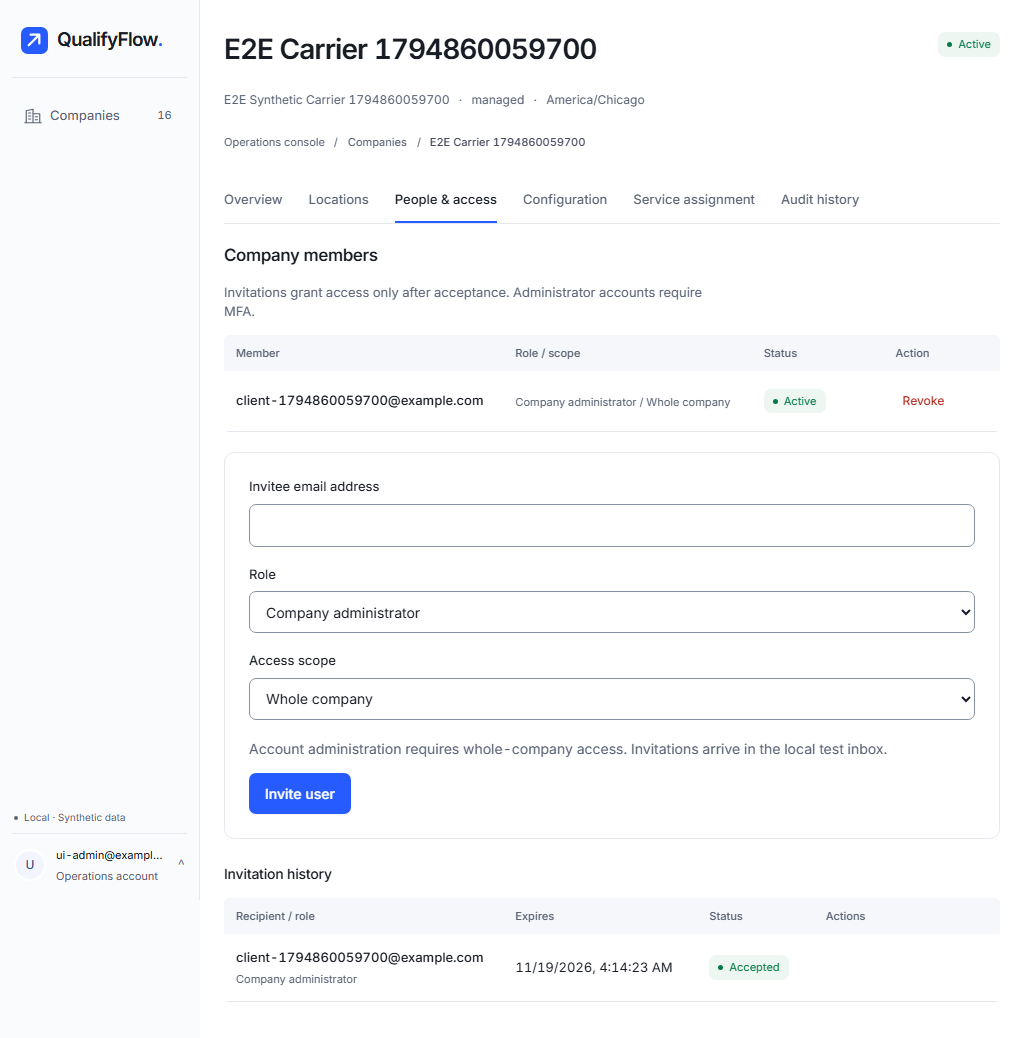 QualifyFlow.
Companies 16
Local · Synthetic data
U
ui-admin@exampl...
Operations account
^
E2E Carrier 1794860059700
Active
E2E Synthetic Carrier 1794860059700 · managed · America/Chicago
Operations console / Companies / E2E Carrier 1794860059700
Overview Locations People & access Configuration Service assignment Audit history
Company members
Invitations grant access only after acceptance. Administrator accounts require
MFA.
Member Role / scope Status Action
client-1794860059700@example.com Company administrator / Whole company Active Revoke
Invitee email address
Role
Company administrator
Access scope
Whole company
Account administration requires whole-company access. Invitations arrive in the local test inbox.
Invite user
Invitation history
Recipient / role Expires Status Actions
client-1794860059700@example.com 11/19/2026, 4:14:23 AM Accepted
Company administrator